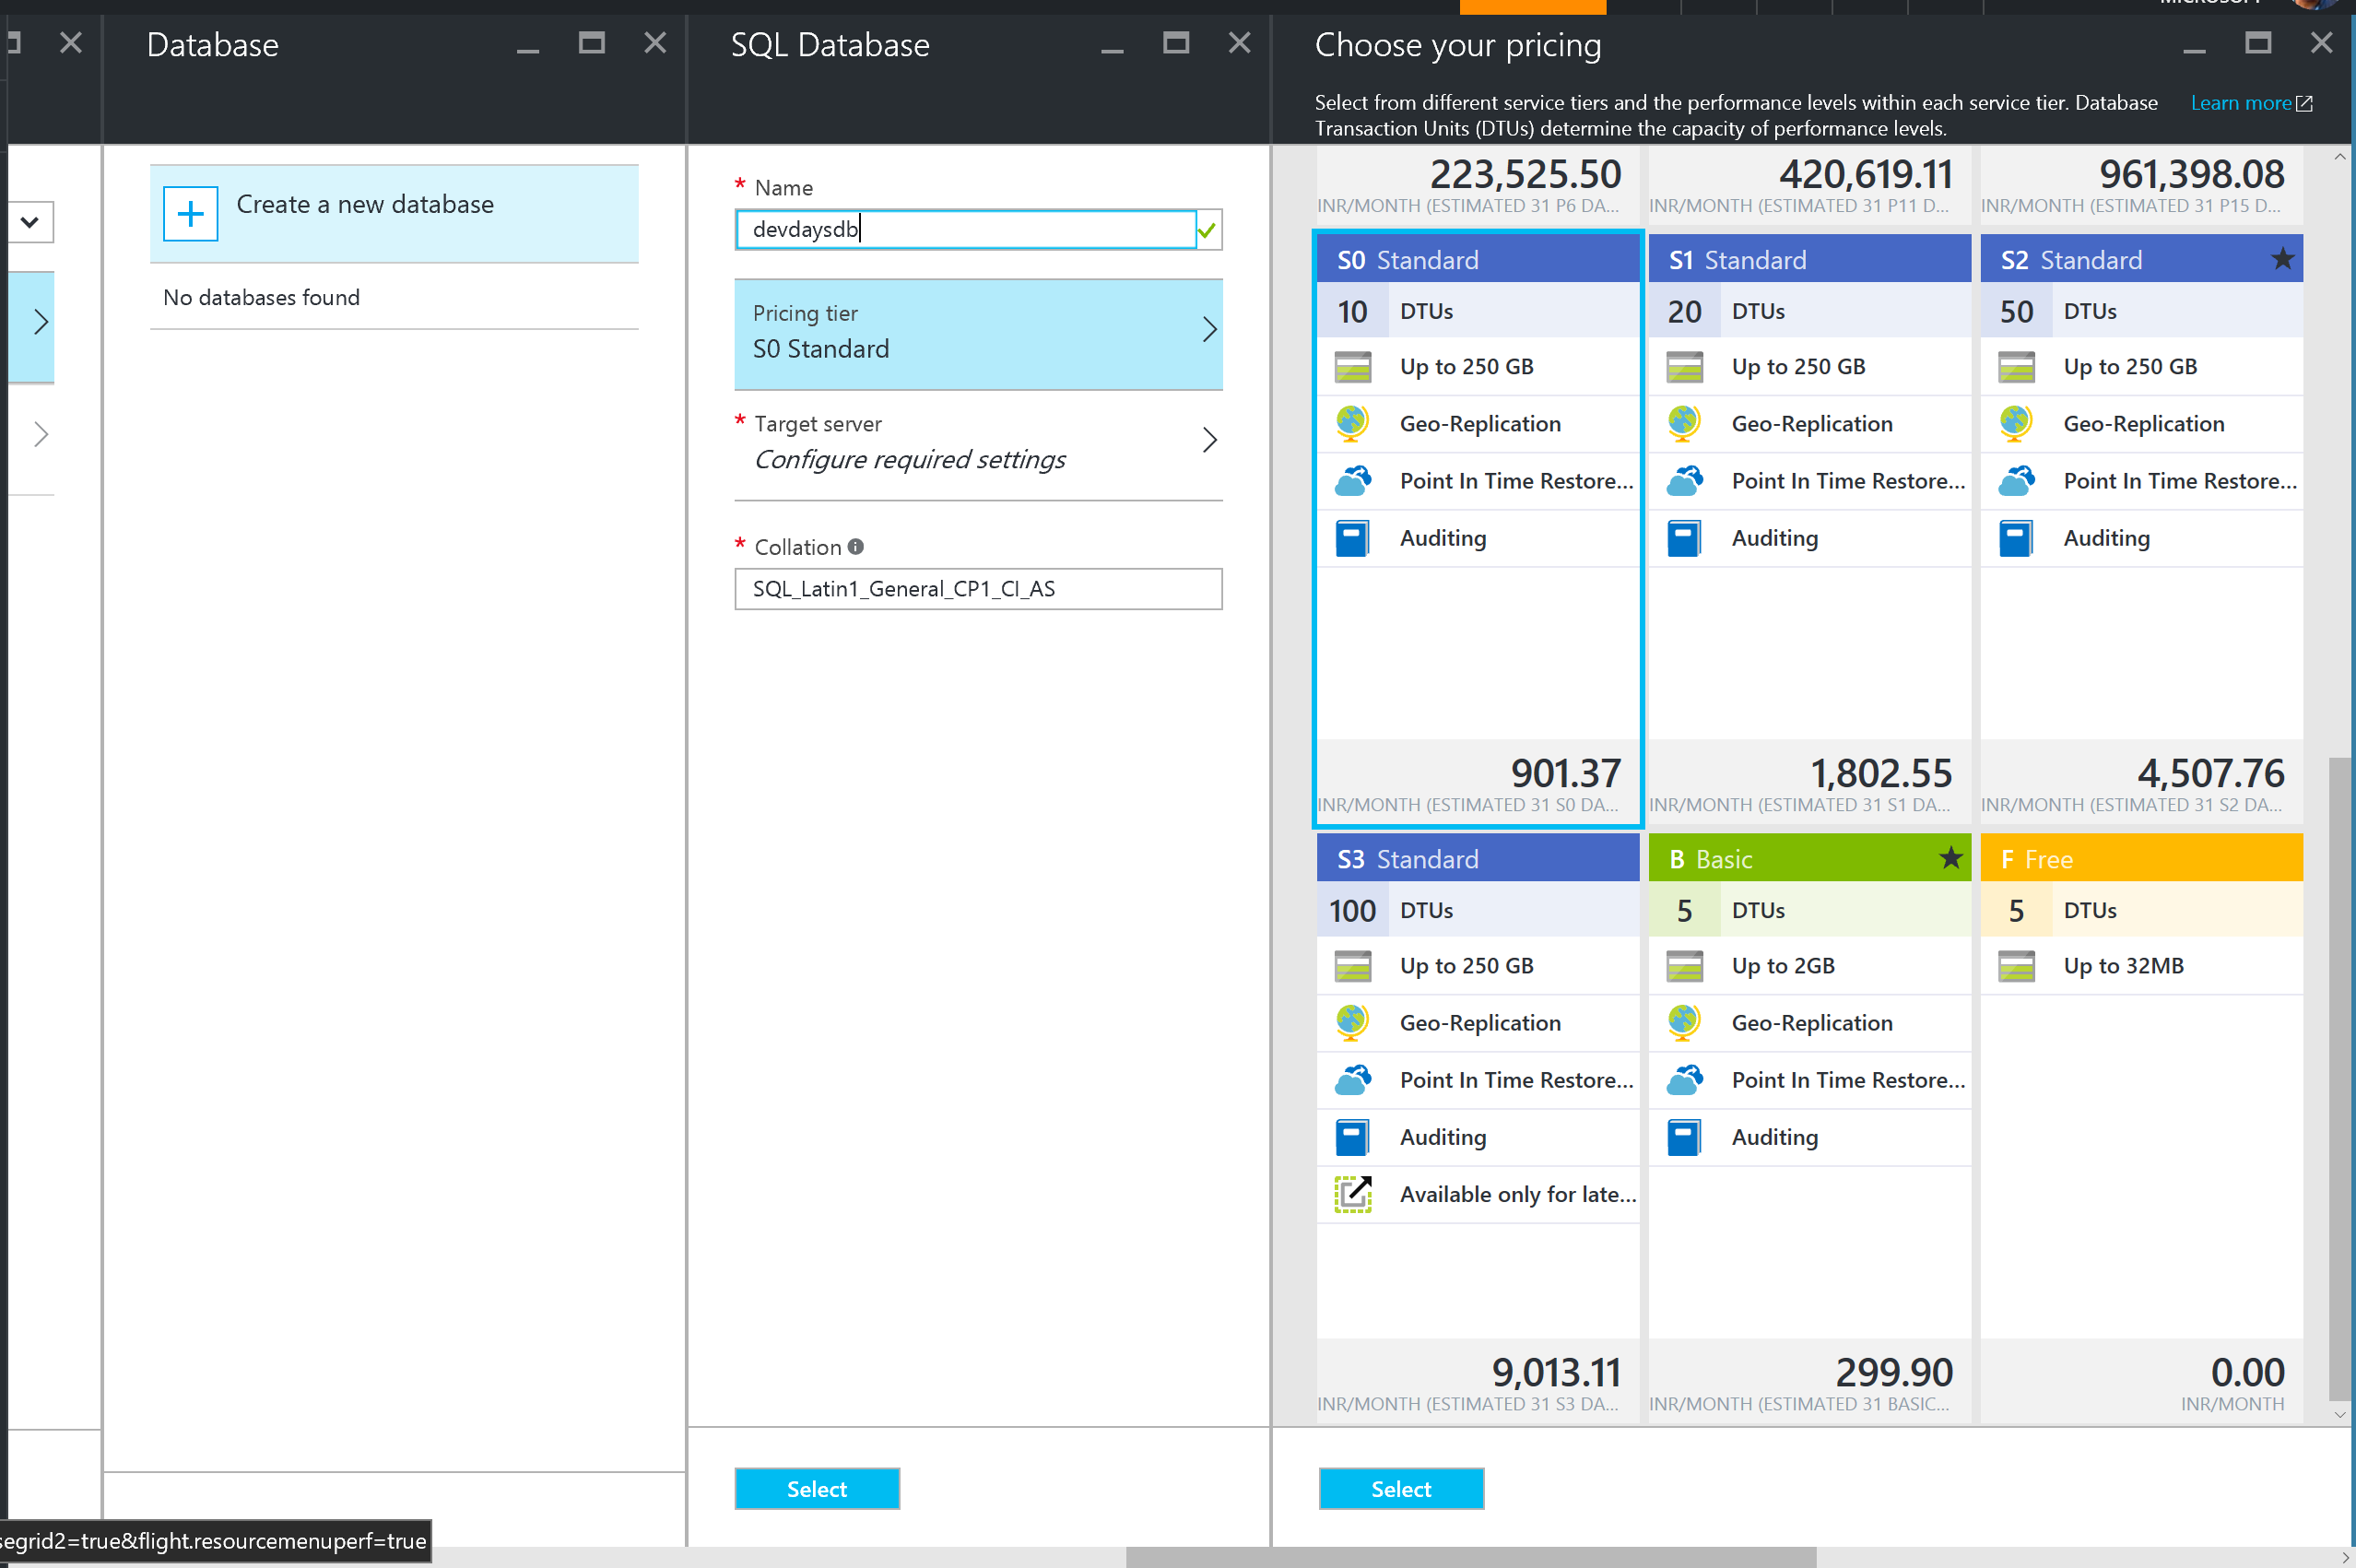 Database
SQL Database
Choose your pricing
Select from different service tiers and the performance levels within each service tier. Database
Transaction Units (DTUs) determine the capacity of performance levels.
Learn more
Create a new database
No databases found
* Name
devdaysdb
Pricing tier
S0 Standard
* Target server
Configure required settings
* Collation
SQL_Latin1_General_CP1_CI_AS
Select
223,525.50
INR/MONTH (ESTIMATED 31 P6 DA...
420,619.11
INR/MONTH (ESTIMATED 31 P11 D...
961,398.08
INR/MONTH (ESTIMATED 31 P15 D...
S0 Standard
10 DTUs
Up to 250 GB
Geo-Replication
Point In Time Restore...
Auditing
901.37
INR/MONTH (ESTIMATED 31 S0 DA...
S1 Standard
20 DTUs
Up to 250 GB
Geo-Replication
Point In Time Restore...
Auditing
1,802.55
INR/MONTH (ESTIMATED 31 S1 DA...
S2 Standard
50 DTUs
Up to 250 GB
Geo-Replication
Point In Time Restore...
Auditing
4,507.76
INR/MONTH (ESTIMATED 31 S2 DA...
S3 Standard
100 DTUs
Up to 250 GB
Geo-Replication
Point In Time Restore...
Auditing
Available only for late...
9,013.11
INR/MONTH (ESTIMATED 31 S3 DA...
B Basic
5 DTUs
Up to 2GB
Geo-Replication
Point In Time Restore...
Auditing
299.90
INR/MONTH (ESTIMATED 31 BASIC...
F Free
5 DTUs
Up to 32MB
0.00
INR/MONTH
Select
segrid2=true&flight.resourcemenuperf=true